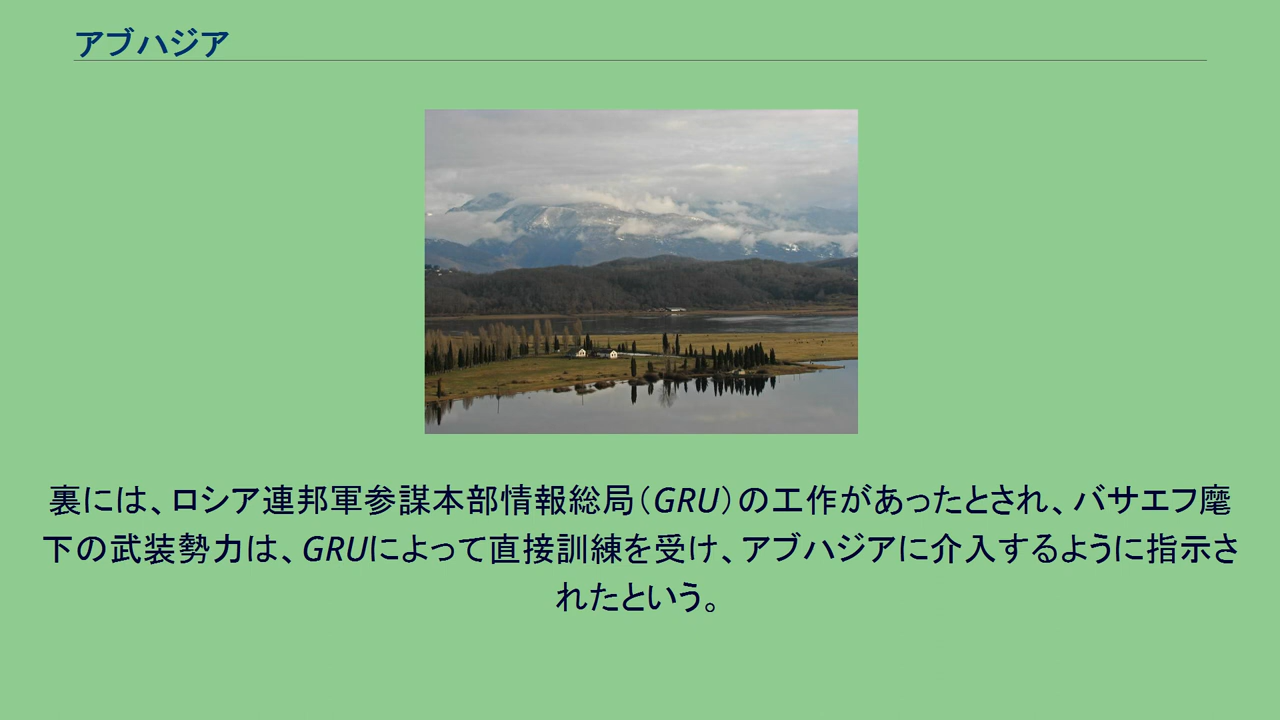 アブハジア
裏には、ロシア連邦軍参謀本部情報総局（GRU）の工作があったとされ、バサエフ麾
下の武装勢力は、GRUによって直接訓練を受け、アブハジアに介入するように指示さ
れたという。